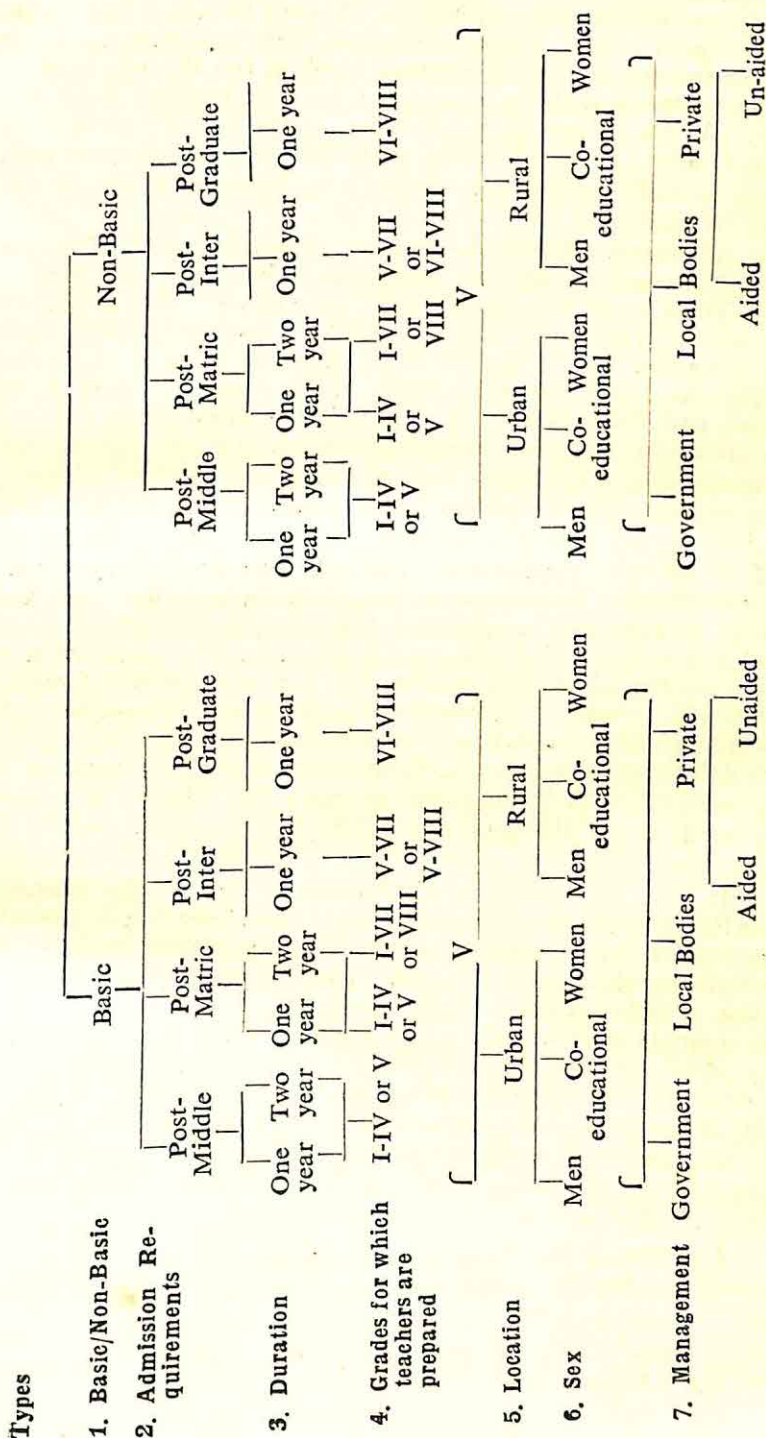 Types
1. Basic/Non-Basic Basic Non-Basic
2. Admission Re-
quirements
Post-
Middle Post-
Matric Post-
Inter Post-
Graduate Post-
Middle Post-
Matric Post-
Inter Post-
Graduate
3. Duration
One
year Two
year One
year Two
year One year One year One
year Two
year One
year Two
year One year One year
4. Grades for which
teachers are
prepared
I-IV or V I-IV
or V I-VII
or VIII V-VII
or
V-VIII VI-VIII I-IV
or V I-IV
or
V I-VII
or
VIII V-VII
or
VI-VIII VI-VIII
V V
5. Location Urban Rural Urban Rural
6. Sex
Men Co-
educational Women Men Co-
educational Women Men Co-
educational Women Men Co-
educational Women
7. Management Government Local Bodies Private Government Local Bodies Private
Aided Unaided Aided Un-aided